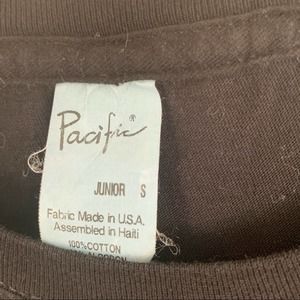 Pacific®
JUNIOR S
Fabric Made in U.S.A.
Assembled in Haiti
100% COTTON